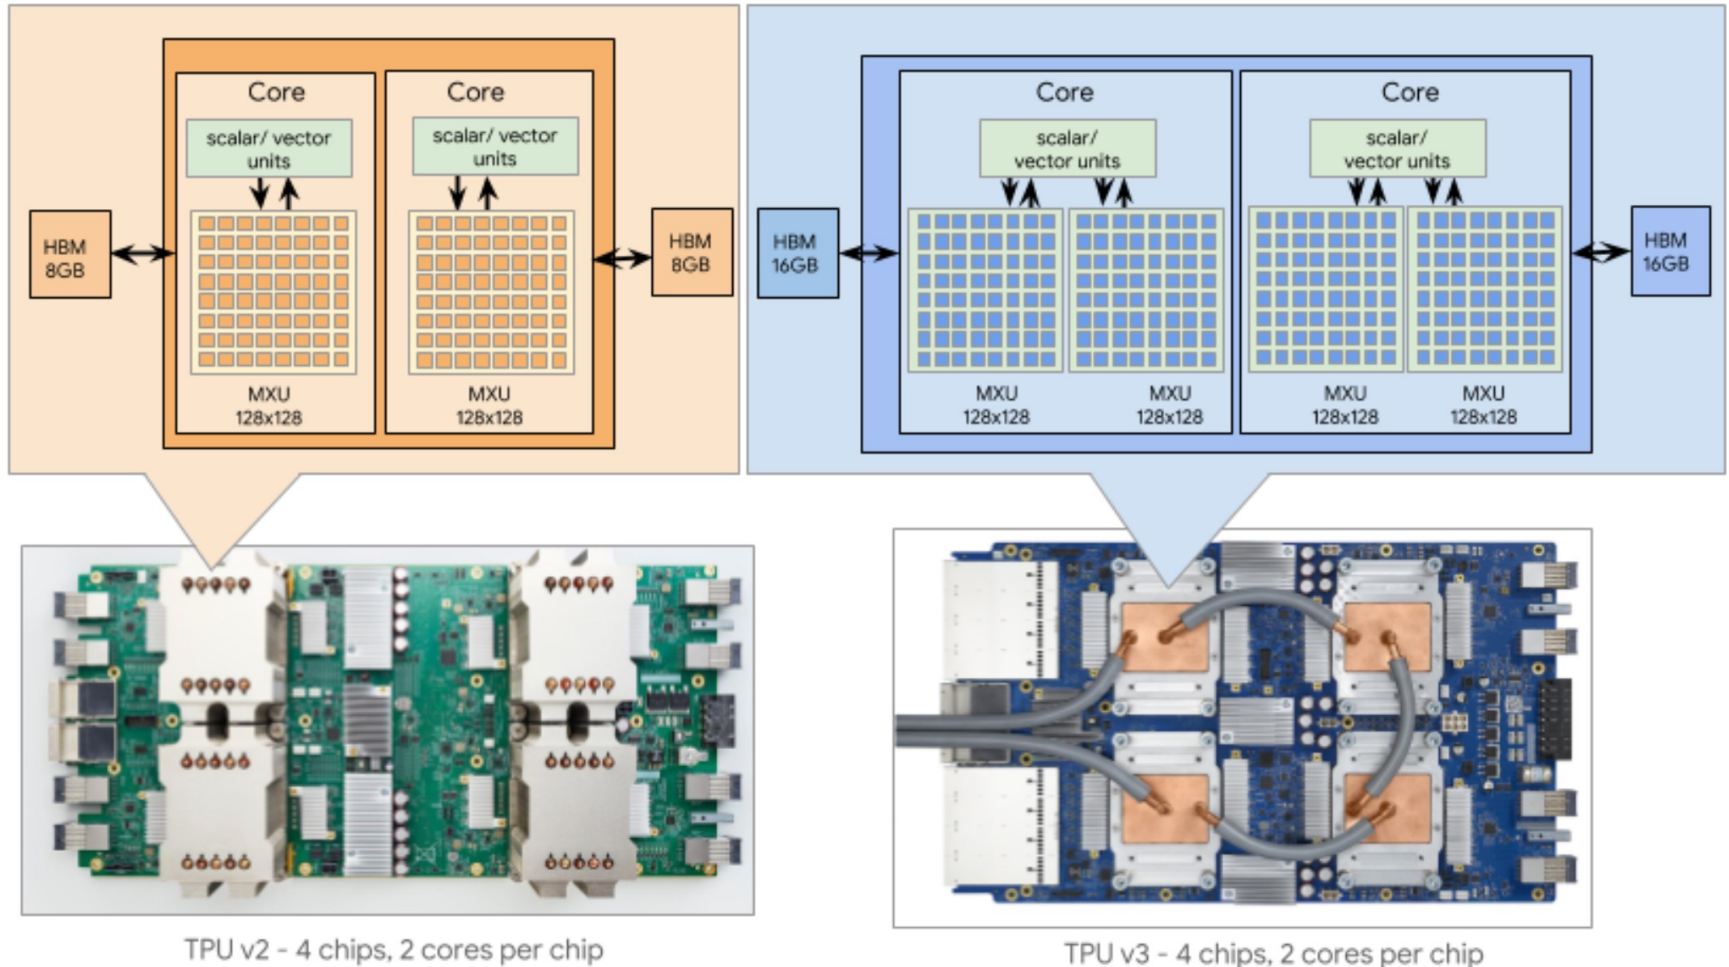 Core
scalar/ vector
units
MXU
128x128
Core
scalar/ vector
units
MXU
128x128
HBM
8GB
HBM
8GB
HBM
16GB
Core
scalar/
vector units
MXU
128x128
MXU
128x128
Core
scalar/
vector units
MXU
128x128
MXU
128x128
HBM
16GB
TPU v2 - 4 chips, 2 cores per chip
TPU v3 - 4 chips, 2 cores per chip